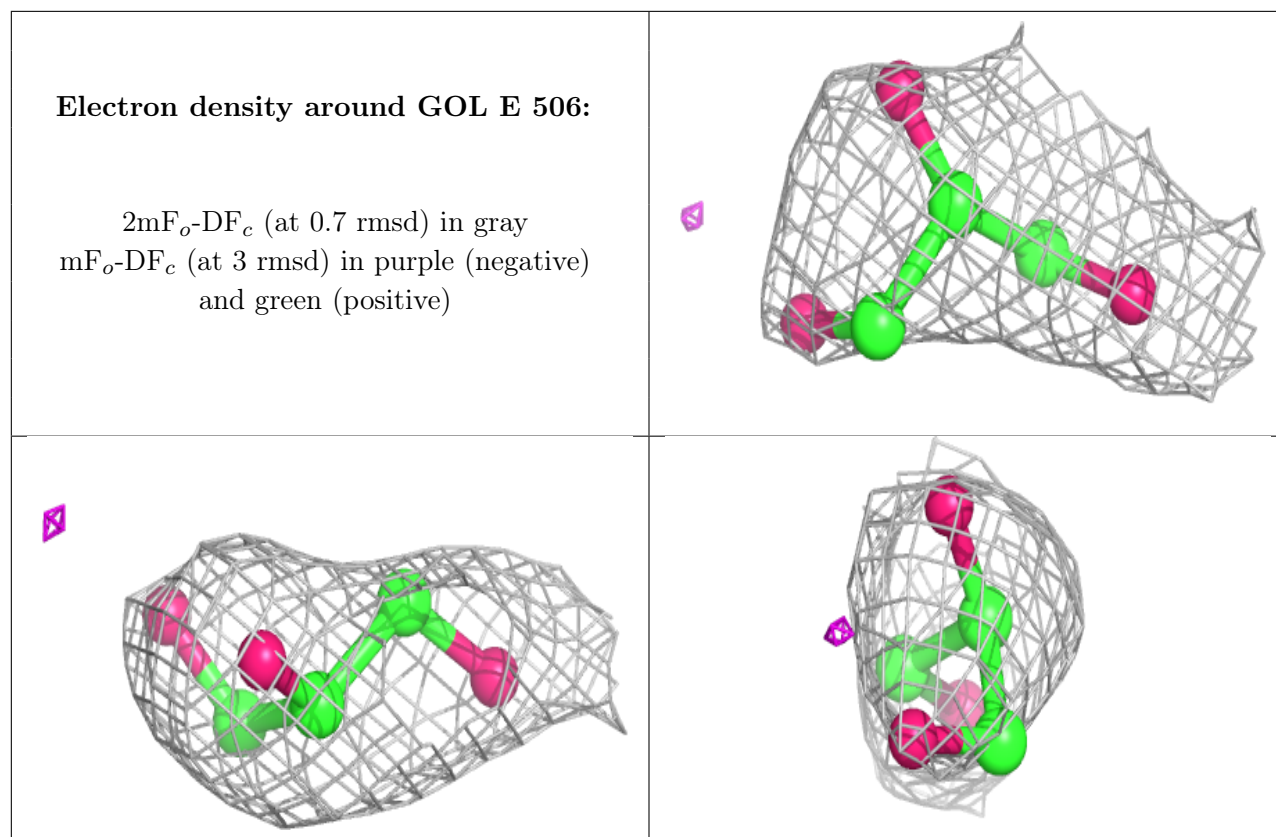 Electron density around GOL E 506:
2mFₒ-DF𝒸 (at 0.7 rmsd) in gray
mFₒ-DF𝒸 (at 3 rmsd) in purple (negative)
and green (positive)